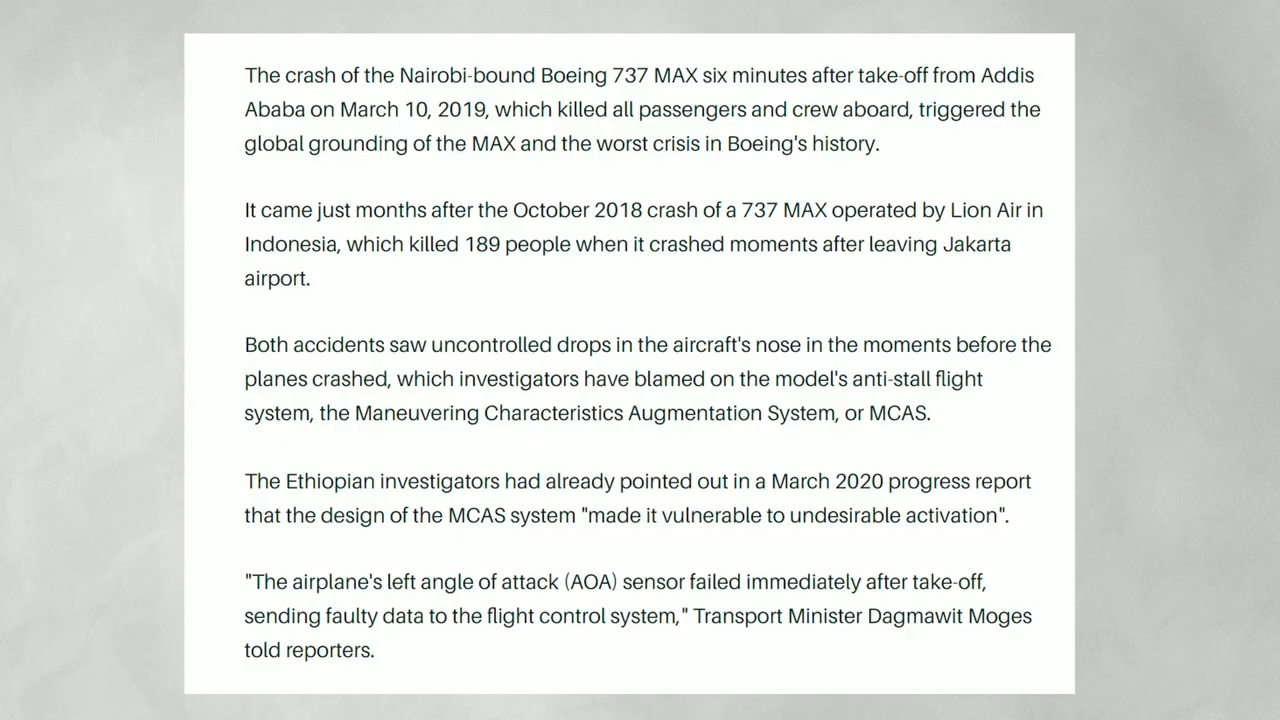 The crash of the Nairobi-bound Boeing 737 MAX six minutes after take-off from Addis
Ababa on March 10, 2019, which killed all passengers and crew aboard, triggered the
global grounding of the MAX and the worst crisis in Boeing's history.
It came just months after the October 2018 crash of a 737 MAX operated by Lion Air in
Indonesia, which killed 189 people when it crashed moments after leaving Jakarta
airport.
Both accidents saw uncontrolled drops in the aircraft's nose in the moments before the
planes crashed, which investigators have blamed on the model's anti-stall flight
system, the Maneuvering Characteristics Augmentation System, or MCAS.
The Ethiopian investigators had already pointed out in a March 2020 progress report
that the design of the MCAS system "made it vulnerable to undesirable activation".
"The airplane's left angle of attack (AOA) sensor failed immediately after take-off,
sending faulty data to the flight control system," Transport Minister Dagmawit Moges
told reporters.